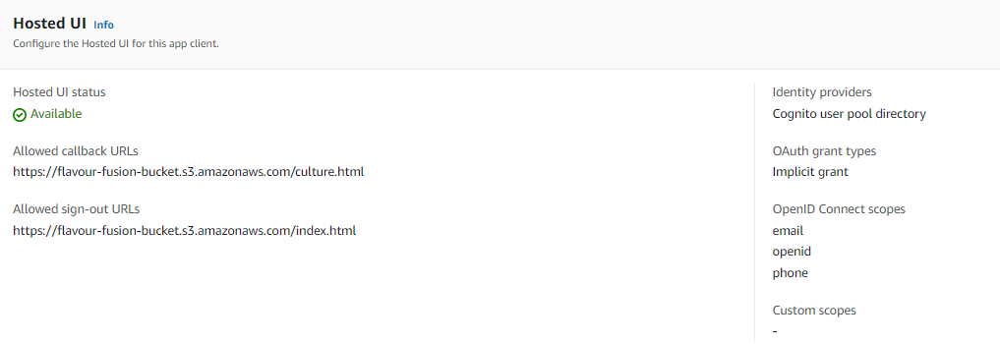 Hosted UI Info
Configure the Hosted UI for this app client.
Hosted UI status
Available
Allowed callback URLs
https://flavour-fusion-bucket.s3.amazonaws.com/culture.html
Allowed sign-out URLs
https://flavour-fusion-bucket.s3.amazonaws.com/index.html
Identity providers
Cognito user pool directory
OAuth grant types
Implicit grant
OpenID Connect scopes
email
openid
phone
Custom scopes
-